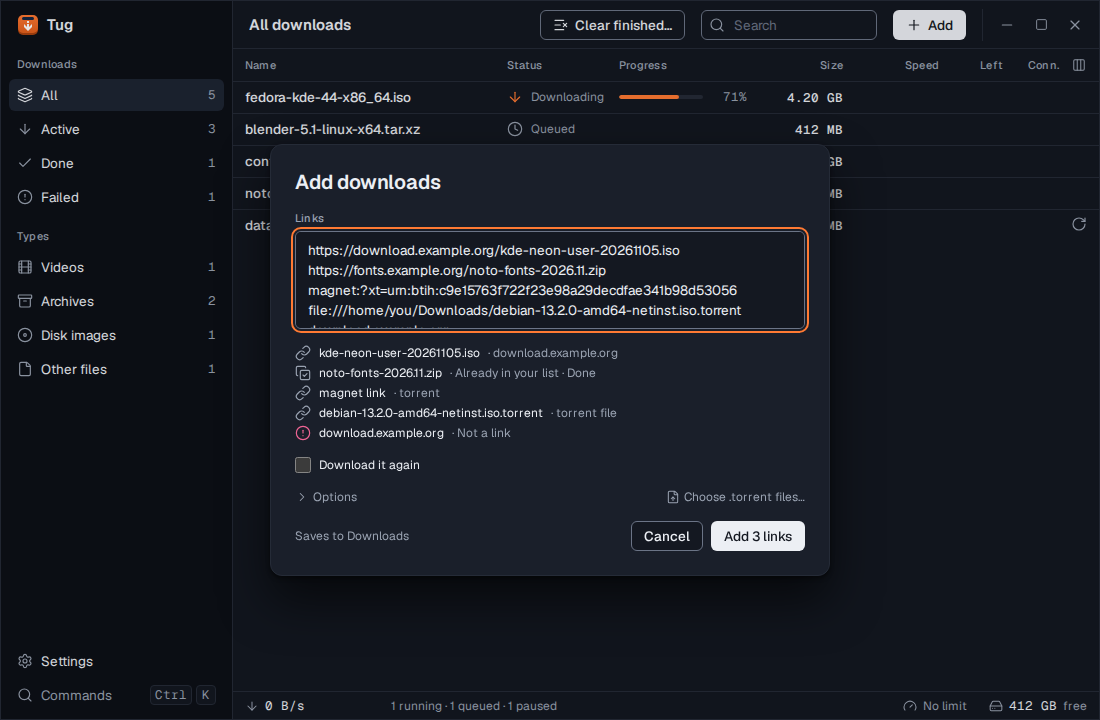 Tug
All downloads
Clear finished…
Search
Add
Downloads
All 5
Active 3
Done 1
Failed 1
Types
Videos 1
Archives 2
Disk images 1
Other files 1
Settings
Commands Ctrl K
Name Status Progress Size Speed Left Conn.
fedora-kde-44-x86_64.iso Downloading 71% 4.20 GB
blender-5.1-linux-x64.tar.xz Queued 412 MB
con GB
noto MB
data MB
Add downloads
Links
https://download.example.org/kde-neon-user-20261105.iso
https://fonts.example.org/noto-fonts-2026.11.zip
magnet:?xt=urn:btih:c9e15763f722f23e98a29decdfae341b98d53056
file:///home/you/Downloads/debian-13.2.0-amd64-netinst.iso.torrent
kde-neon-user-20261105.iso · download.example.org
noto-fonts-2026.11.zip · Already in your list · Done
magnet link · torrent
debian-13.2.0-amd64-netinst.iso.torrent · torrent file
download.example.org · Not a link
Download it again
Options
Choose .torrent files…
Saves to Downloads
Cancel
Add 3 links
0 B/s
1 running · 1 queued · 1 paused
No limit
412 GB free